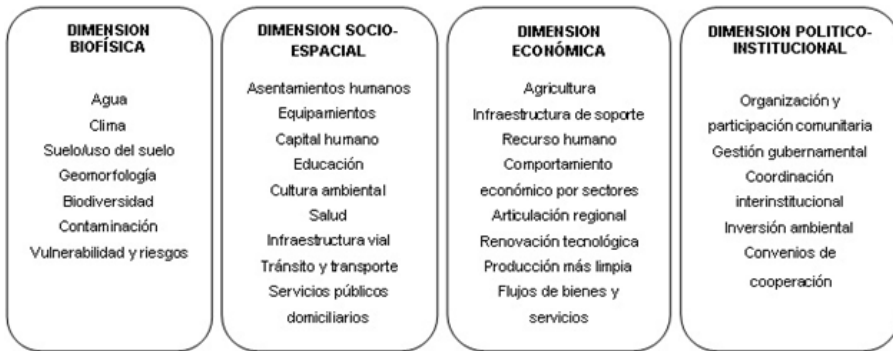 DIMENSION
BIOFÍSICA
Agua
Clima
Suelo/uso del suelo
Geomorfología
Biodiversidad
Contaminación
Vulnerabilidad y riesgos
DIMENSION SOCIO-
ESPACIAL
Asentamientos humanos
Equipamientos
Capital humano
Educación
Cultura ambiental
Salud
Infraestructura vial
Tránsito y transporte
Servicios públicos
domiciliarios
DIMENSION
ECONÓMICA
Agricultura
Infraestructura de soporte
Recurso humano
Comportamiento
económico por sectores
Articulación regional
Renovación tecnológica
Producción más limpia
Flujos de bienes y
servicios
DIMENSION POLITICO-
INSTITUCIONAL
Organización y
participación comunitaria
Gestión gubernamental
Coordinación
interinstitucional
Inversión ambiental
Convenios de
cooperación